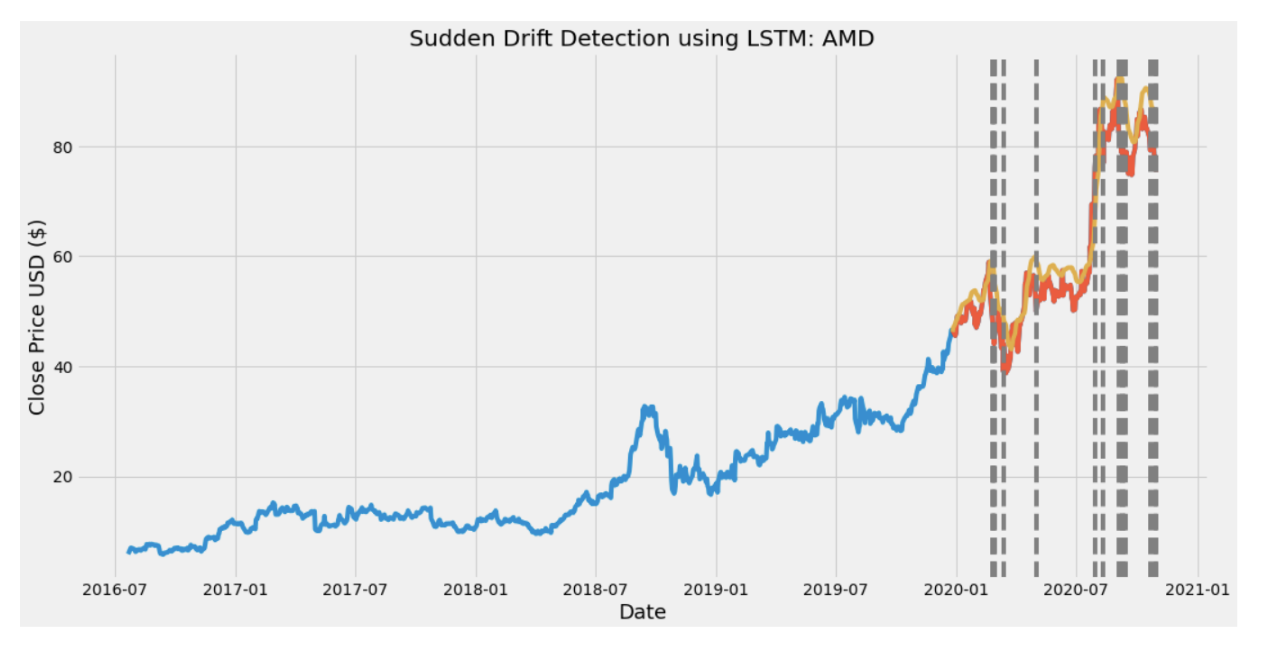 Sudden Drift Detection using LSTM: AMD
Close Price USD ($)
80
60
40
20
2016-07 2017-01 2017-07 2018-01 2018-07 2019-01 2019-07 2020-01 2020-07 2021-01
Date